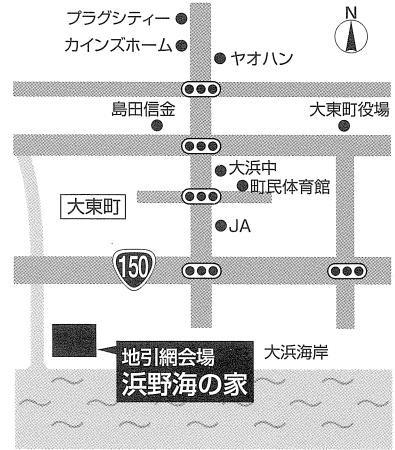 プラグシティー
N
カインズホーム
ヤオハン
島田信金
大東町役場
大浜中
町民体育館
大東町
JA
150
地引網会場
浜野海の家
大浜海岸